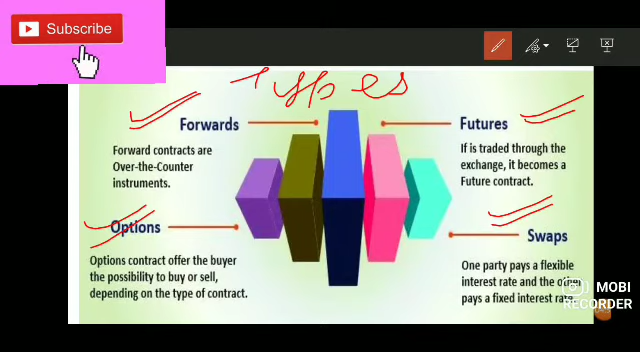 Subscribe
Types
Forwards
Forward contracts are
Over-the-Counter
instruments.
Futures
If is traded through the
exchange, it becomes a
Future contract.
Options
Options contract offer the buyer
the possibility to buy or sell,
depending on the type of contract.
Swaps
One party pays a flexible
interest rate and the other
pays a fixed interest rate
MOBI
RECORDER